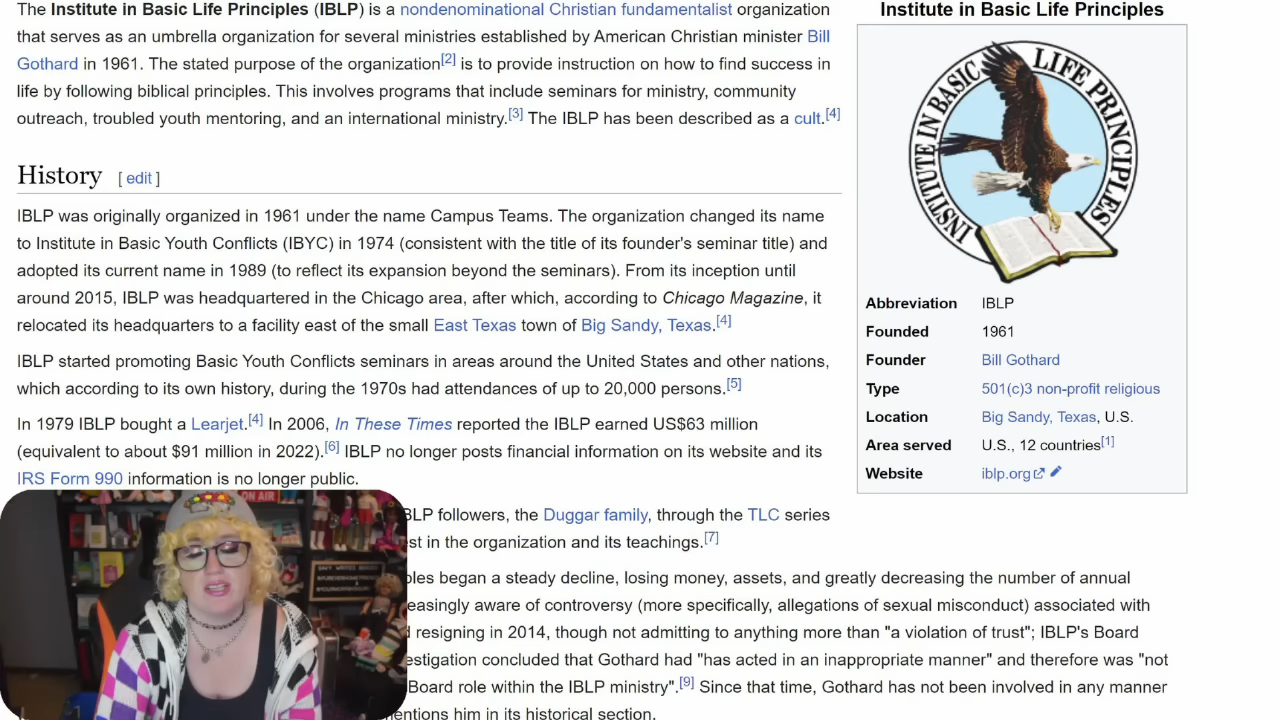 The Institute in Basic Life Principles (IBLP) is a nondenominational Christian fundamentalist organization
that serves as an umbrella organization for several ministries established by American Christian minister Bill
Gothard in 1961. The stated purpose of the organization[2] is to provide instruction on how to find success in
life by following biblical principles. This involves programs that include seminars for ministry, community
outreach, troubled youth mentoring, and an international ministry.[3] The IBLP has been described as a cult.[4]
History [ edit ]
IBLP was originally organized in 1961 under the name Campus Teams. The organization changed its name
to Institute in Basic Youth Conflicts (IBYC) in 1974 (consistent with the title of its founder's seminar title) and
adopted its current name in 1989 (to reflect its expansion beyond the seminars). From its inception until
around 2015, IBLP was headquartered in the Chicago area, after which, according to Chicago Magazine, it
relocated its headquarters to a facility east of the small East Texas town of Big Sandy, Texas.[4]
IBLP started promoting Basic Youth Conflicts seminars in areas around the United States and other nations,
which according to its own history, during the 1970s had attendances of up to 20,000 persons.[5]
In 1979 IBLP bought a Learjet.[4] In 2006, In These Times reported the IBLP earned US$63 million
(equivalent to about $91 million in 2022).[6] IBLP no longer posts financial information on its website and its
IRS Form 990 information is no longer public.
BLP followers, the Duggar family, through the TLC series
est in the organization and its teachings.[7]
ples began a steady decline, losing money, assets, and greatly decreasing the number of annual
easingly aware of controversy (more specifically, allegations of sexual misconduct) associated with
d resigning in 2014, though not admitting to anything more than "a violation of trust"; IBLP's Board
estigation concluded that Gothard had "has acted in an inappropriate manner" and therefore was "not
Board role within the IBLP ministry".[9] Since that time, Gothard has not been involved in any manner
entions him in its historical section.
Institute in Basic Life Principles
INSTITUTE IN BASIC LIFE PRINCIPLES
Abbreviation IBLP
Founded 1961
Founder Bill Gothard
Type 501(c)3 non-profit religious
Location Big Sandy, Texas, U.S.
Area served U.S., 12 countries[1]
Website iblp.org
ON AIR
SAVY WRITES BOOKS